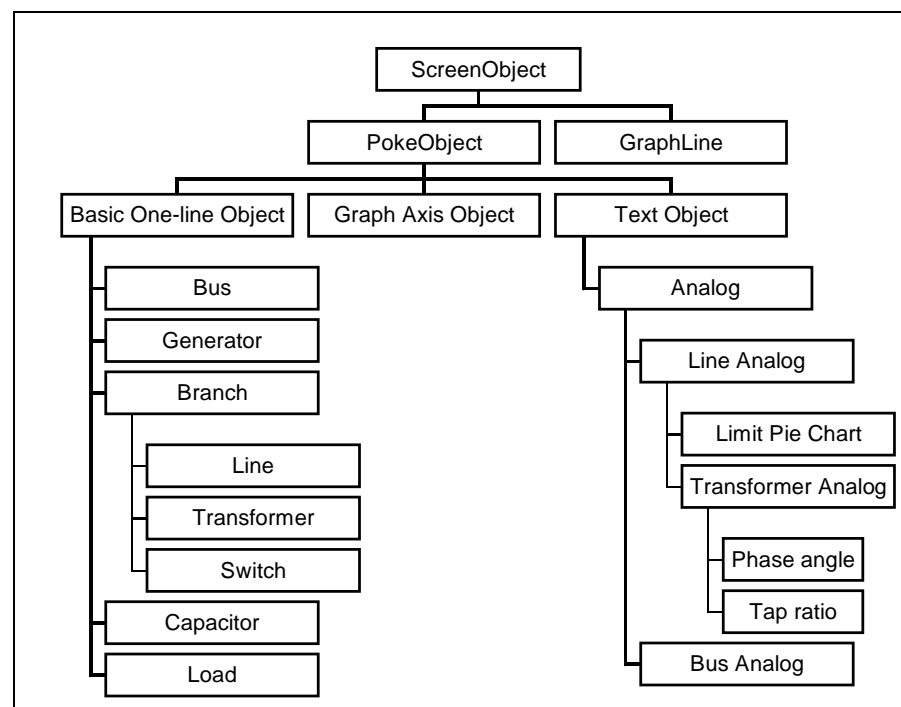 ScreenObject
PokeObject
GraphLine
Basic One-line Object
Graph Axis Object
Text Object
Bus
Generator
Branch
Line
Transformer
Switch
Capacitor
Load
Analog
Line Analog
Limit Pie Chart
Transformer Analog
Phase angle
Tap ratio
Bus Analog